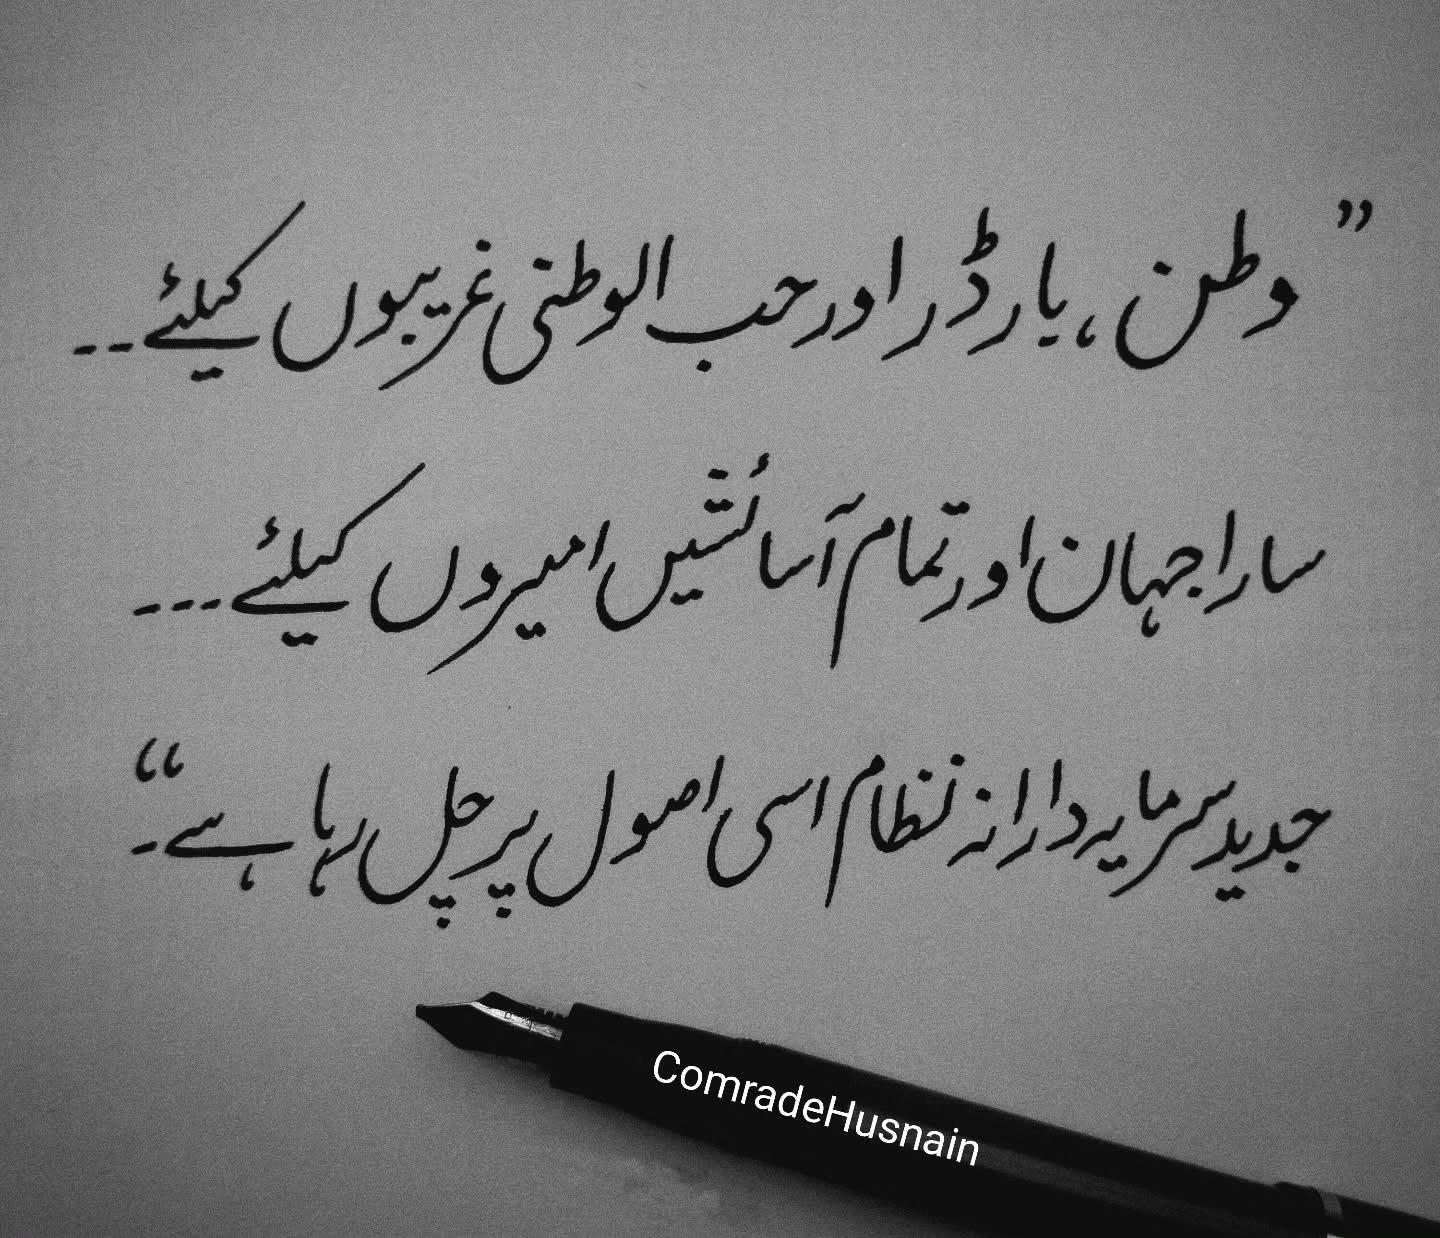 ”وطن، بارڈر اور حب الوطنی غریبوں کیلئے--
سارا جہان اور تمام آسائشیں امیروں کیلئے---
جدید سرمایہ دارانہ نظام اسی اصول پر چل رہا ہے-“
ComradeHusnain